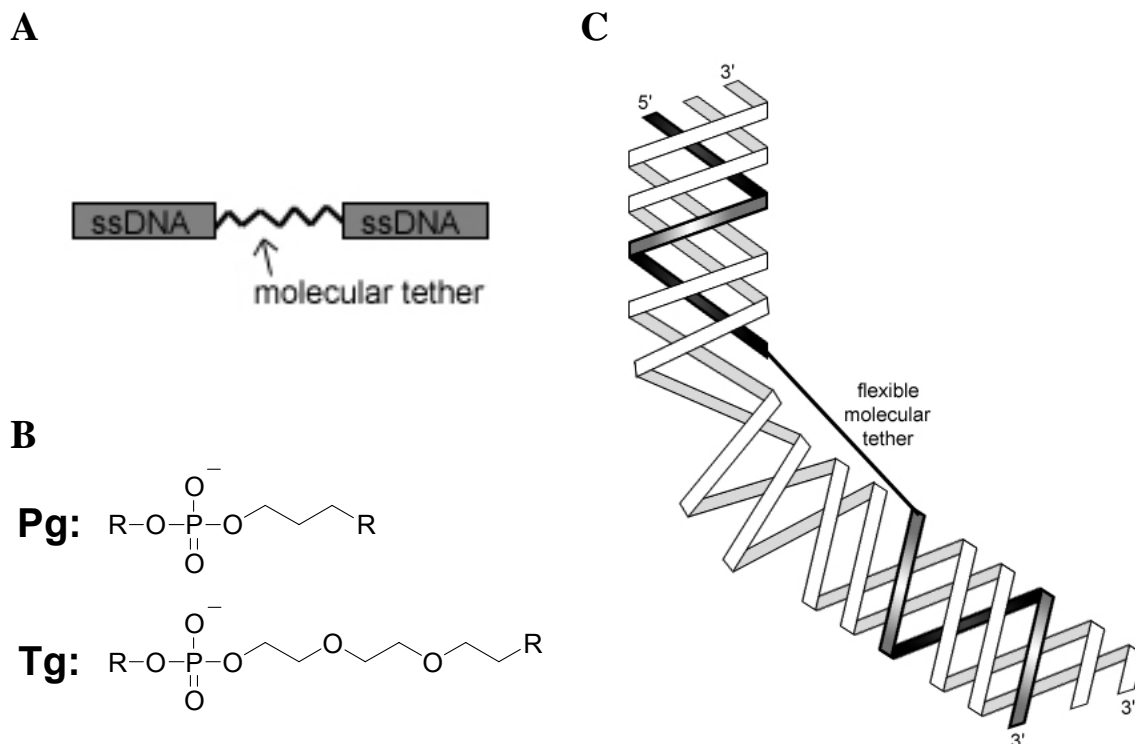 A
ssDNA
ssDNA
molecular tether
B
Pg:
R-O-P-O
O
–
O
R
Tg:
R-O-P-O
O
–
O
O
O
R
C
3'
5'
flexible
molecular
tether
3'
3'